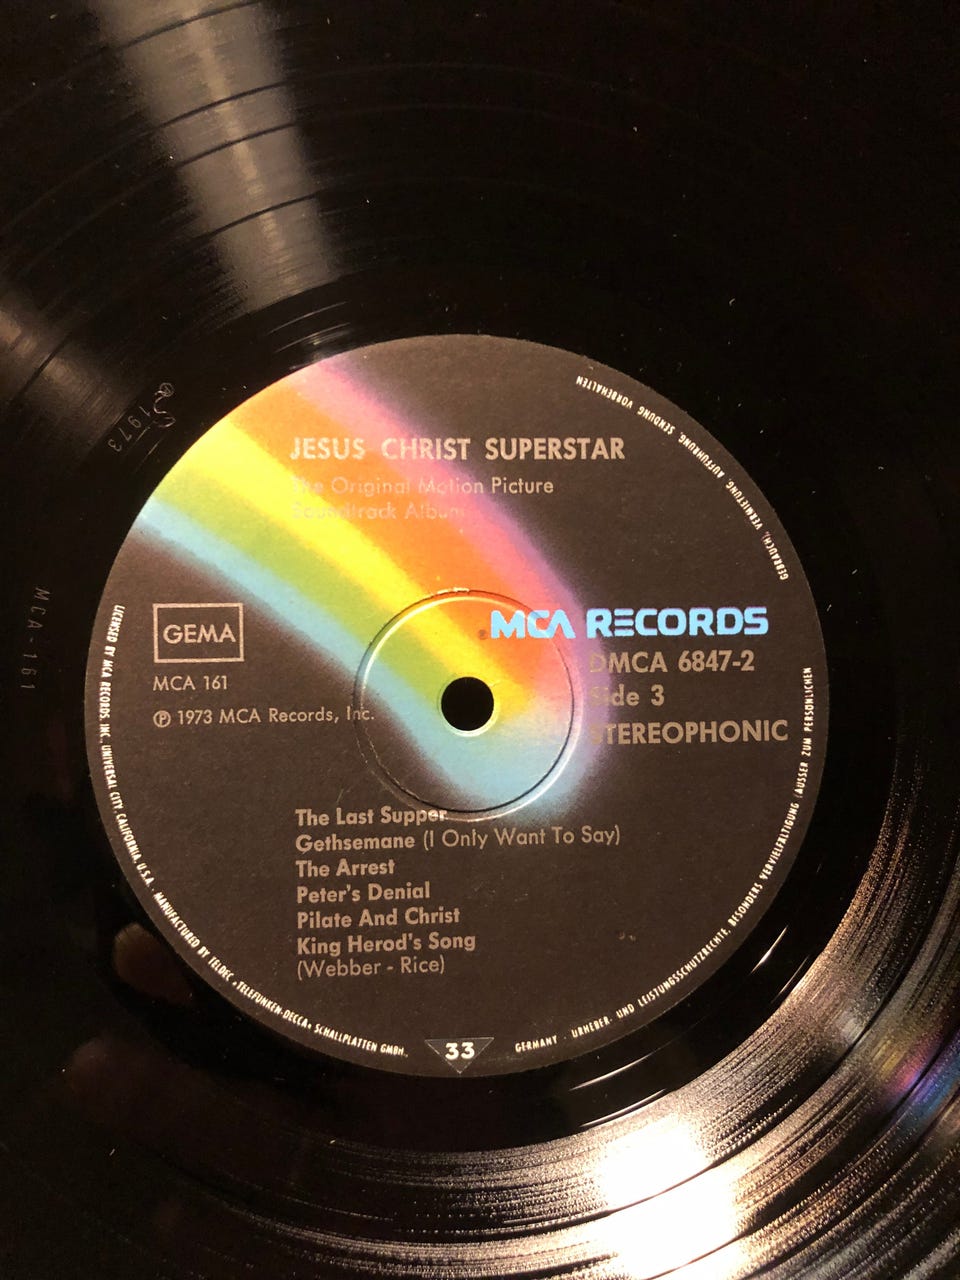 JESUS CHRIST SUPERSTAR
The Original Motion Picture
Soundtrack Album
MCA RECORDS
GEMA
MCA 161
℗ 1973 MCA Records, Inc.
DMCA 6847-2
Side 3
STEREOPHONIC
The Last Supper
Gethsemane (I Only Want To Say)
The Arrest
Peter's Denial
Pilate And Christ
King Herod's Song
(Webber - Rice)
33
LICENSED BY MCA RECORDS, INC., UNIVERSAL CITY, CALIFORNIA, U.S.A. · MANUFACTURED BY TELDEC »TELEFUNKEN-DECCA« SCHALLPLATTEN GMBH.,
GERMANY · URHEBER- UND LEISTUNGSSCHUTZRECHTE, BESONDERS VERVIELFÄLTIGUNG (AUSSER ZUM PERSÖNLICHEN
GEBRAUCH), VERMIETUNG, AUFFÜHRUNG, SENDUNG VORBEHALTEN
MCA-161
1973